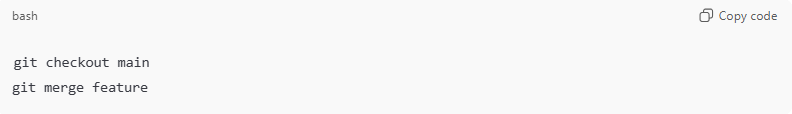 bash
Copy code
git checkout main
git merge feature